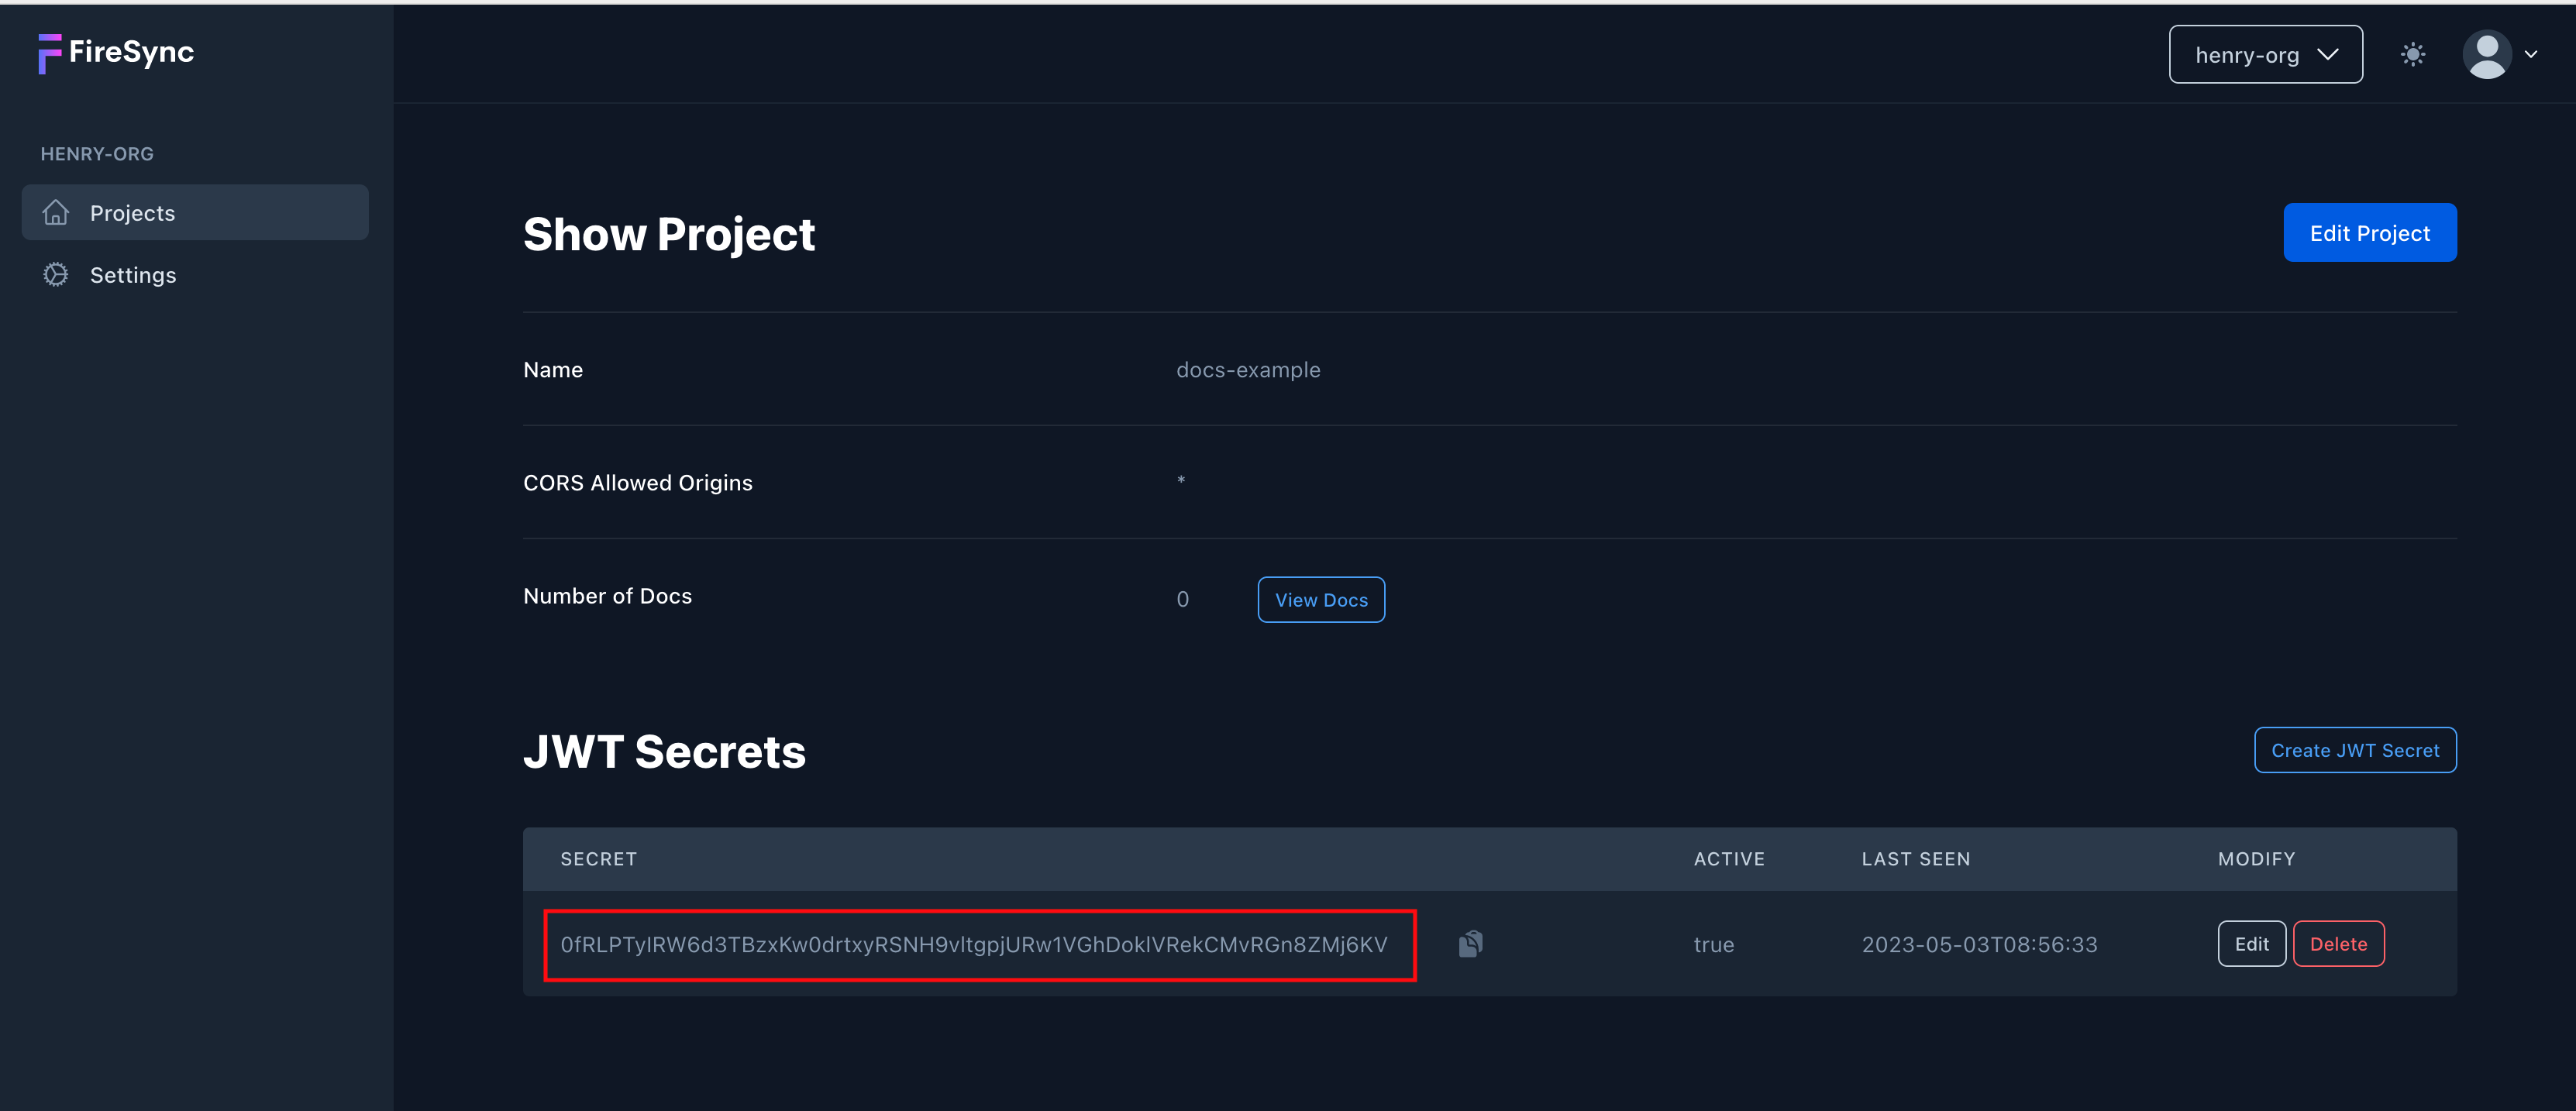 FireSync
henry-org
HENRY-ORG
Projects
Settings
Show Project
Edit Project
Name
docs-example
CORS Allowed Origins
*
Number of Docs
0
View Docs
JWT Secrets
Create JWT Secret
SECRET ACTIVE LAST SEEN MODIFY
0fRLPTyIRW6d3TBzxKw0drtxyRSNH9vItgpjURw1VGhDoklVRekCMvRGn8ZMj6KV true 2023-05-03T08:56:33 Edit Delete